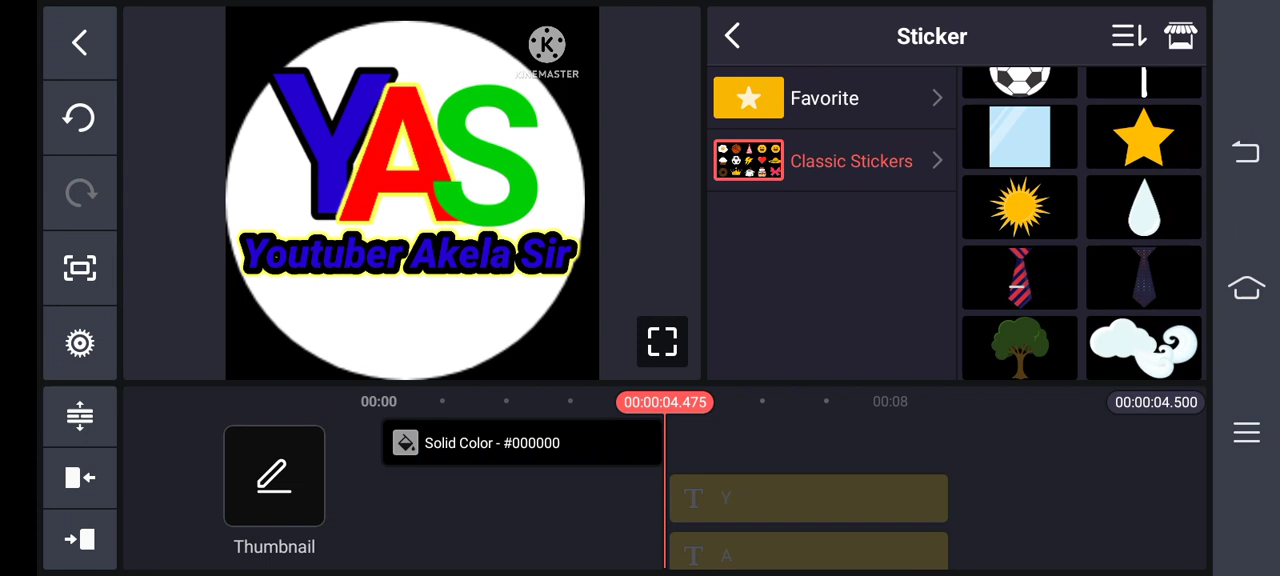 KINEMASTER
YAS
Youtuber Akela Sir
Sticker
Favorite
Classic Stickers
00:00
00:00:04.475
00:08
00:00:04.500
Solid Color - #000000
T Y
T A
Thumbnail